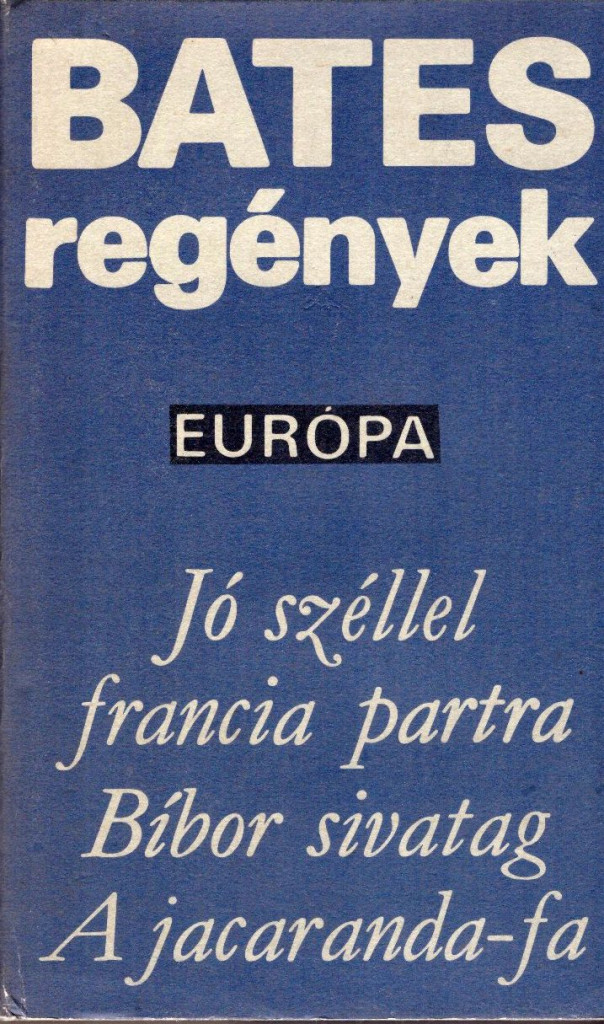 BATES
regények
EURÓPA
Jó széllel
francia partra
Bíbor sivatag
A jacaranda-fa